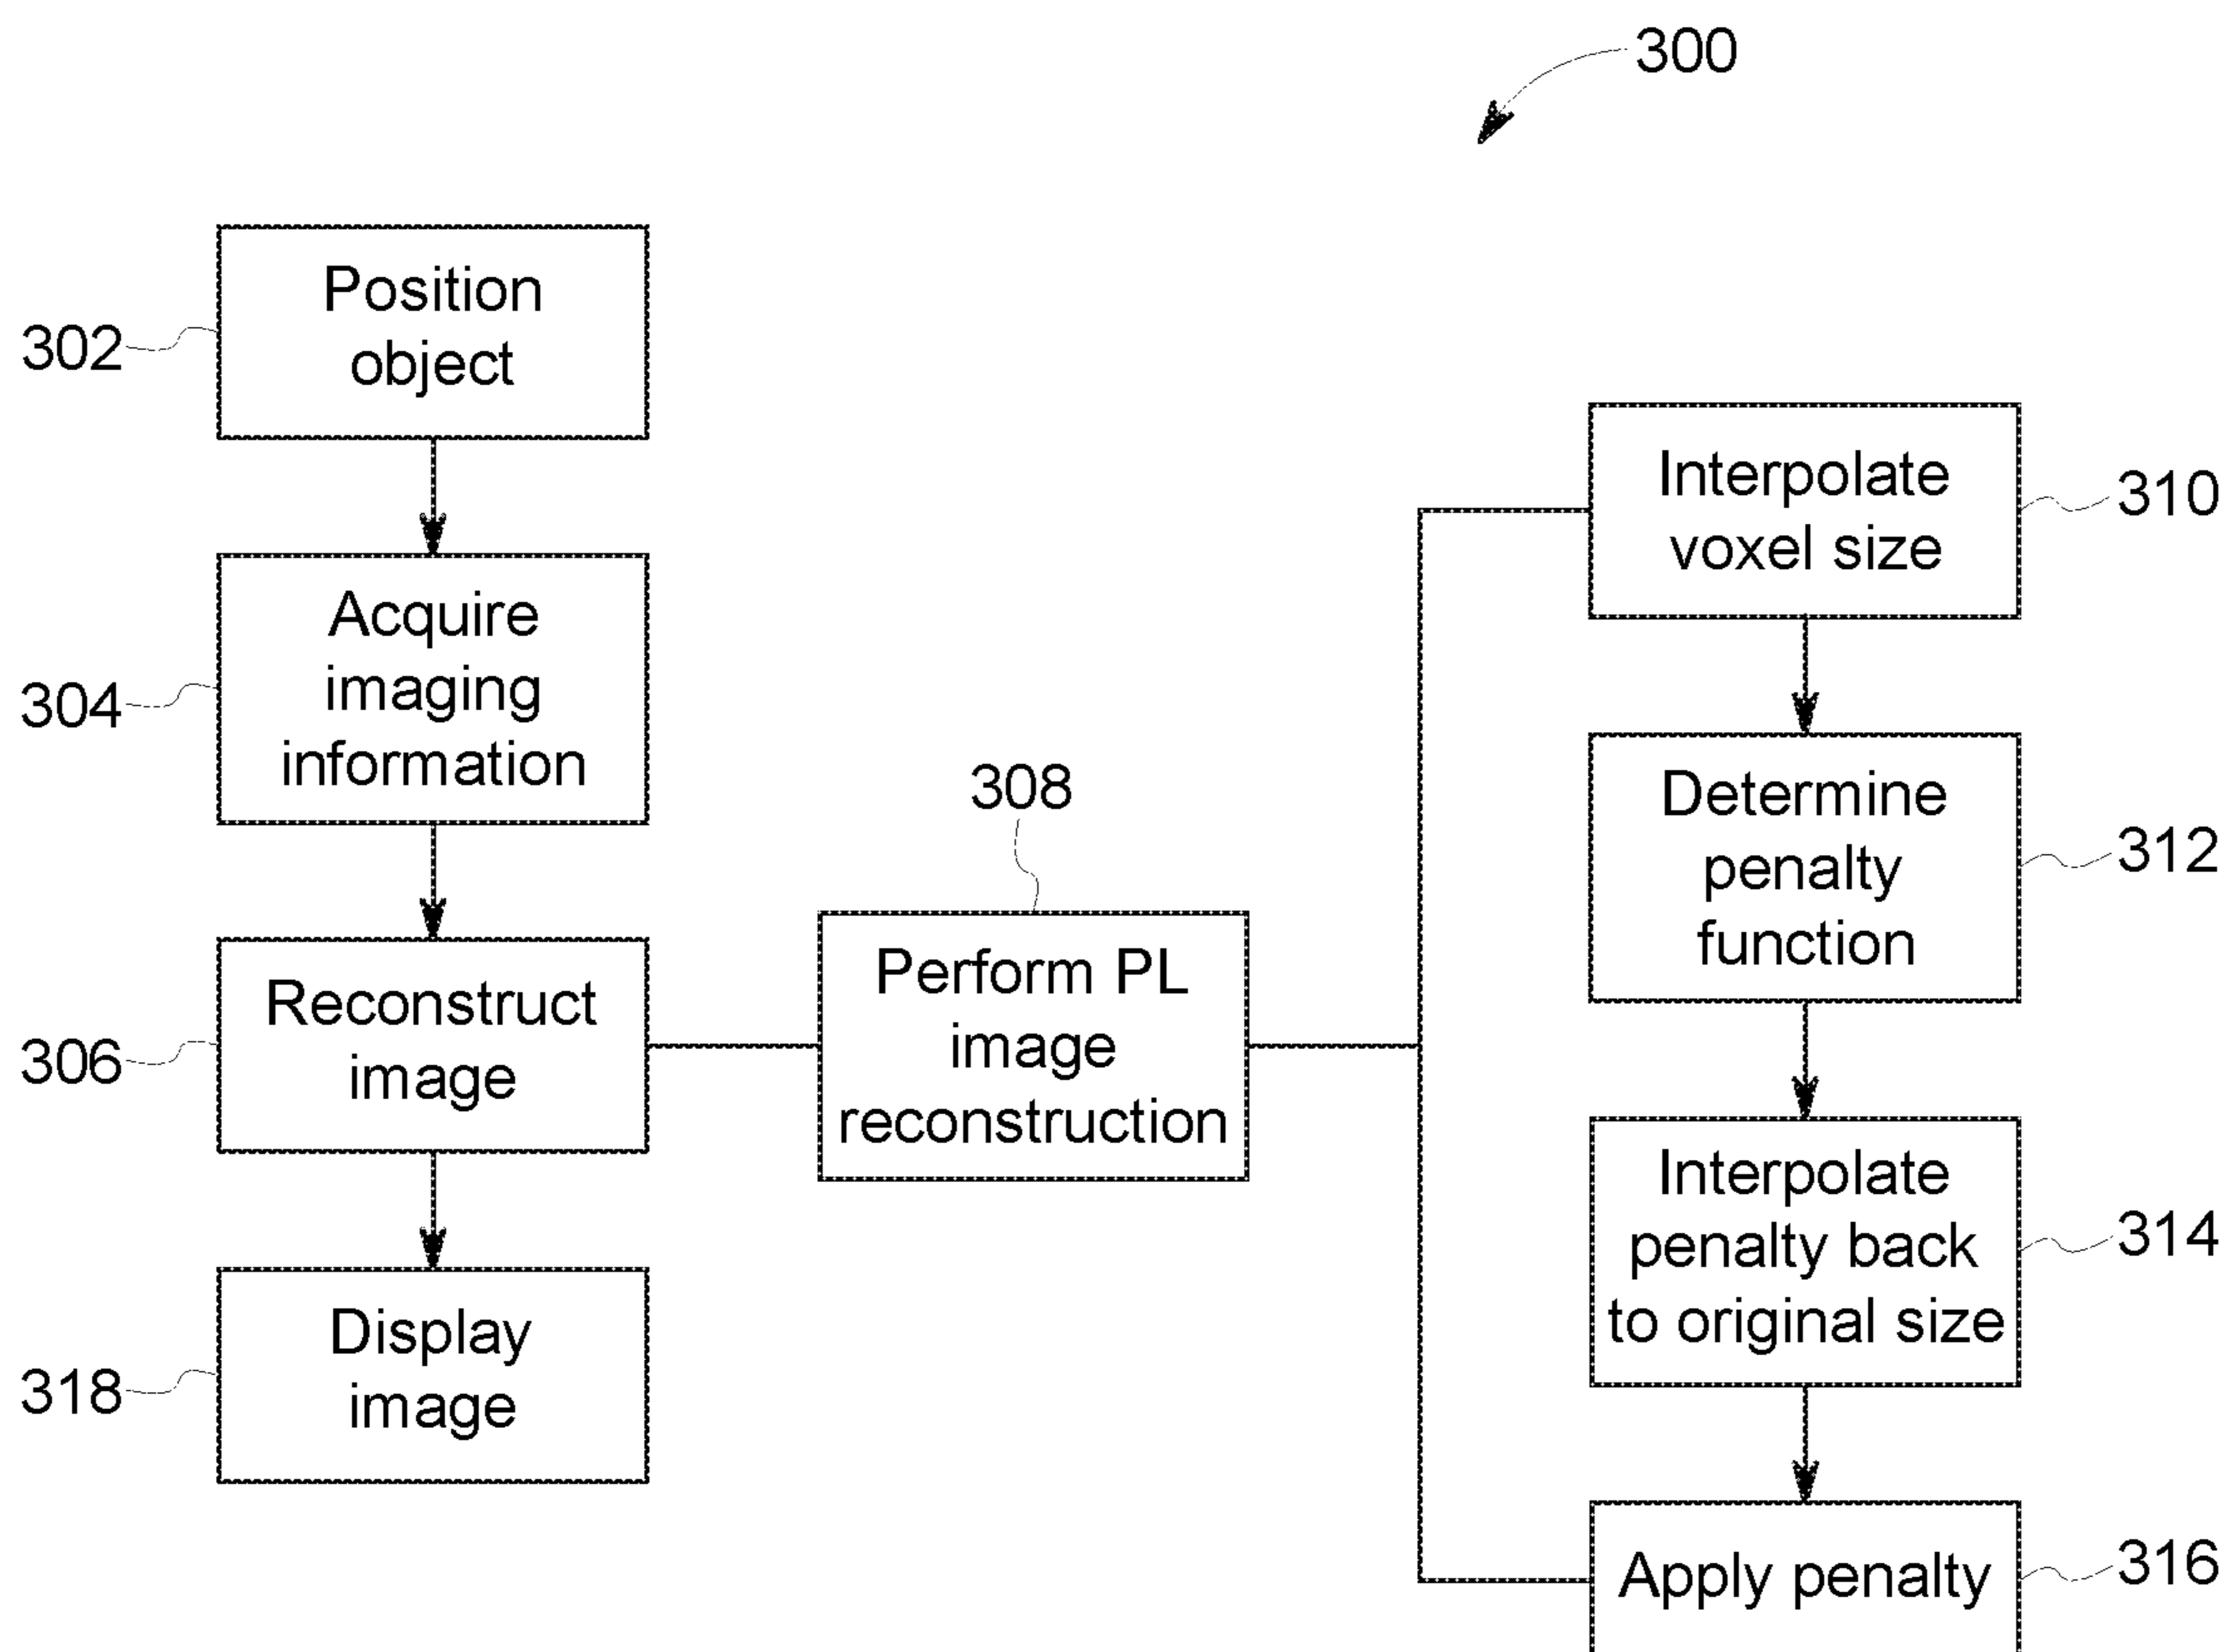 300
Position
object
302
Acquire
imaging
information
304
Reconstruct
image
306
Display
image
318
308
Perform PL
image
reconstruction
Interpolate
voxel size
310
Determine
penalty
function
312
Interpolate
penalty back
to original size
314
Apply penalty
316